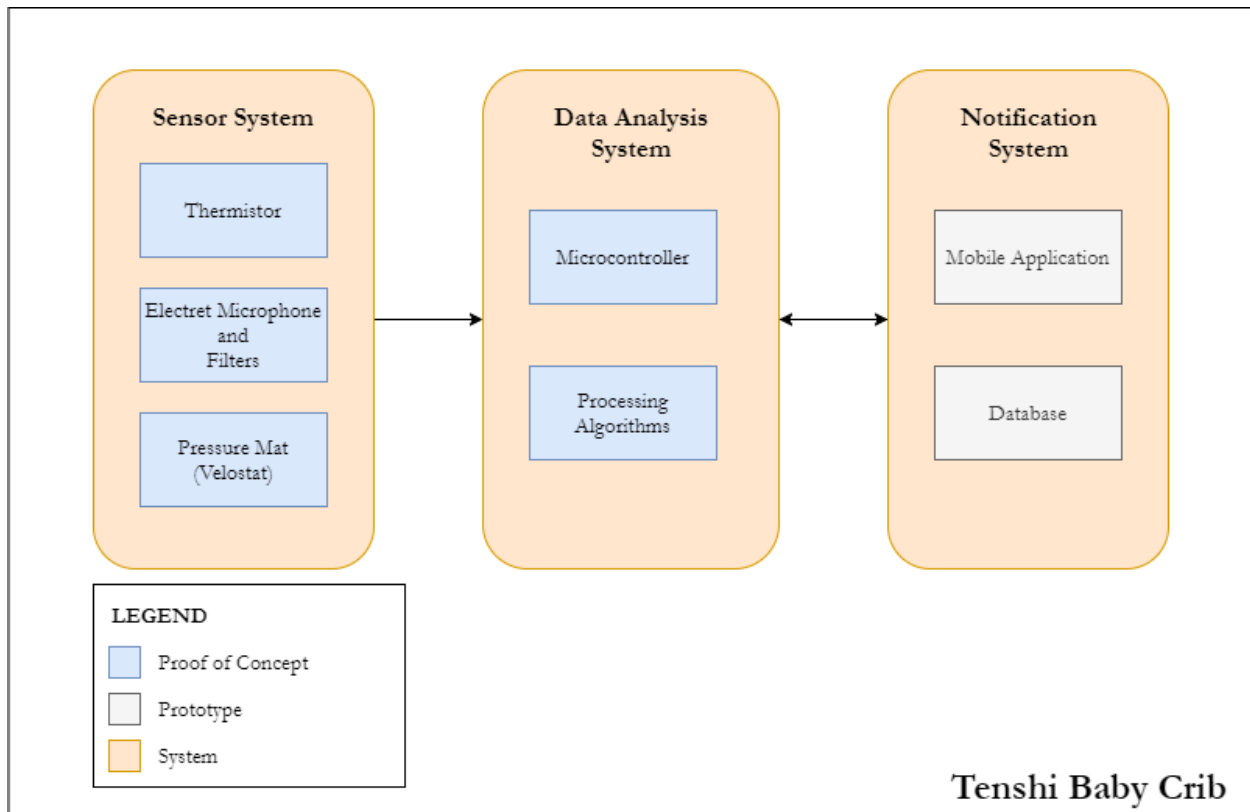 Sensor System
Thermistor
Electret Microphone
and
Filters
Pressure Mat
(Velostat)
Data Analysis
System
Microcontroller
Processing
Algorithms
Notification
System
Mobile Application
Database
LEGEND
Proof of Concept
Prototype
System
Tenshi Baby Crib